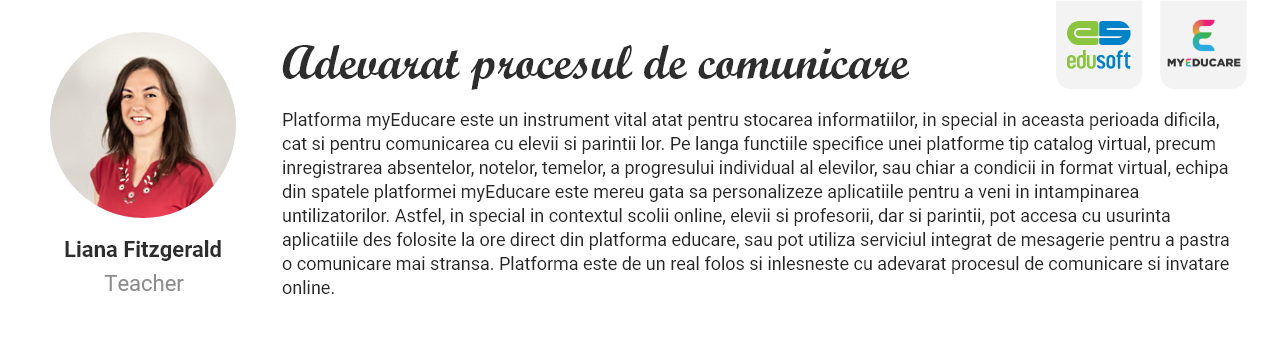 Adevarat procesul de comunicare
edusoft
MYEDUCARE
Platforma myEducare este un instrument vital atat pentru stocarea informatiilor, in special in aceasta perioada dificila,
cat si pentru comunicarea cu elevii si parintii lor. Pe langa functiile specifice unei platforme tip catalog virtual, precum
inregistrarea absentelor, notelor, temelor, a progresului individual al elevilor, sau chiar a condicii in format virtual, echipa
din spatele platformei myEducare este mereu gata sa personalizeze aplicatiile pentru a veni in intampinarea
untilizatorilor. Astfel, in special in contextul scolii online, elevii si profesorii, dar si parintii, pot accesa cu usurinta
aplicatiile des folosite la ore direct din platforma educare, sau pot utiliza serviciul integrat de mesagerie pentru a pastra
o comunicare mai stransa. Platforma este de un real folos si inlesneste cu adevarat procesul de comunicare si invatare
online.
Liana Fitzgerald
Teacher